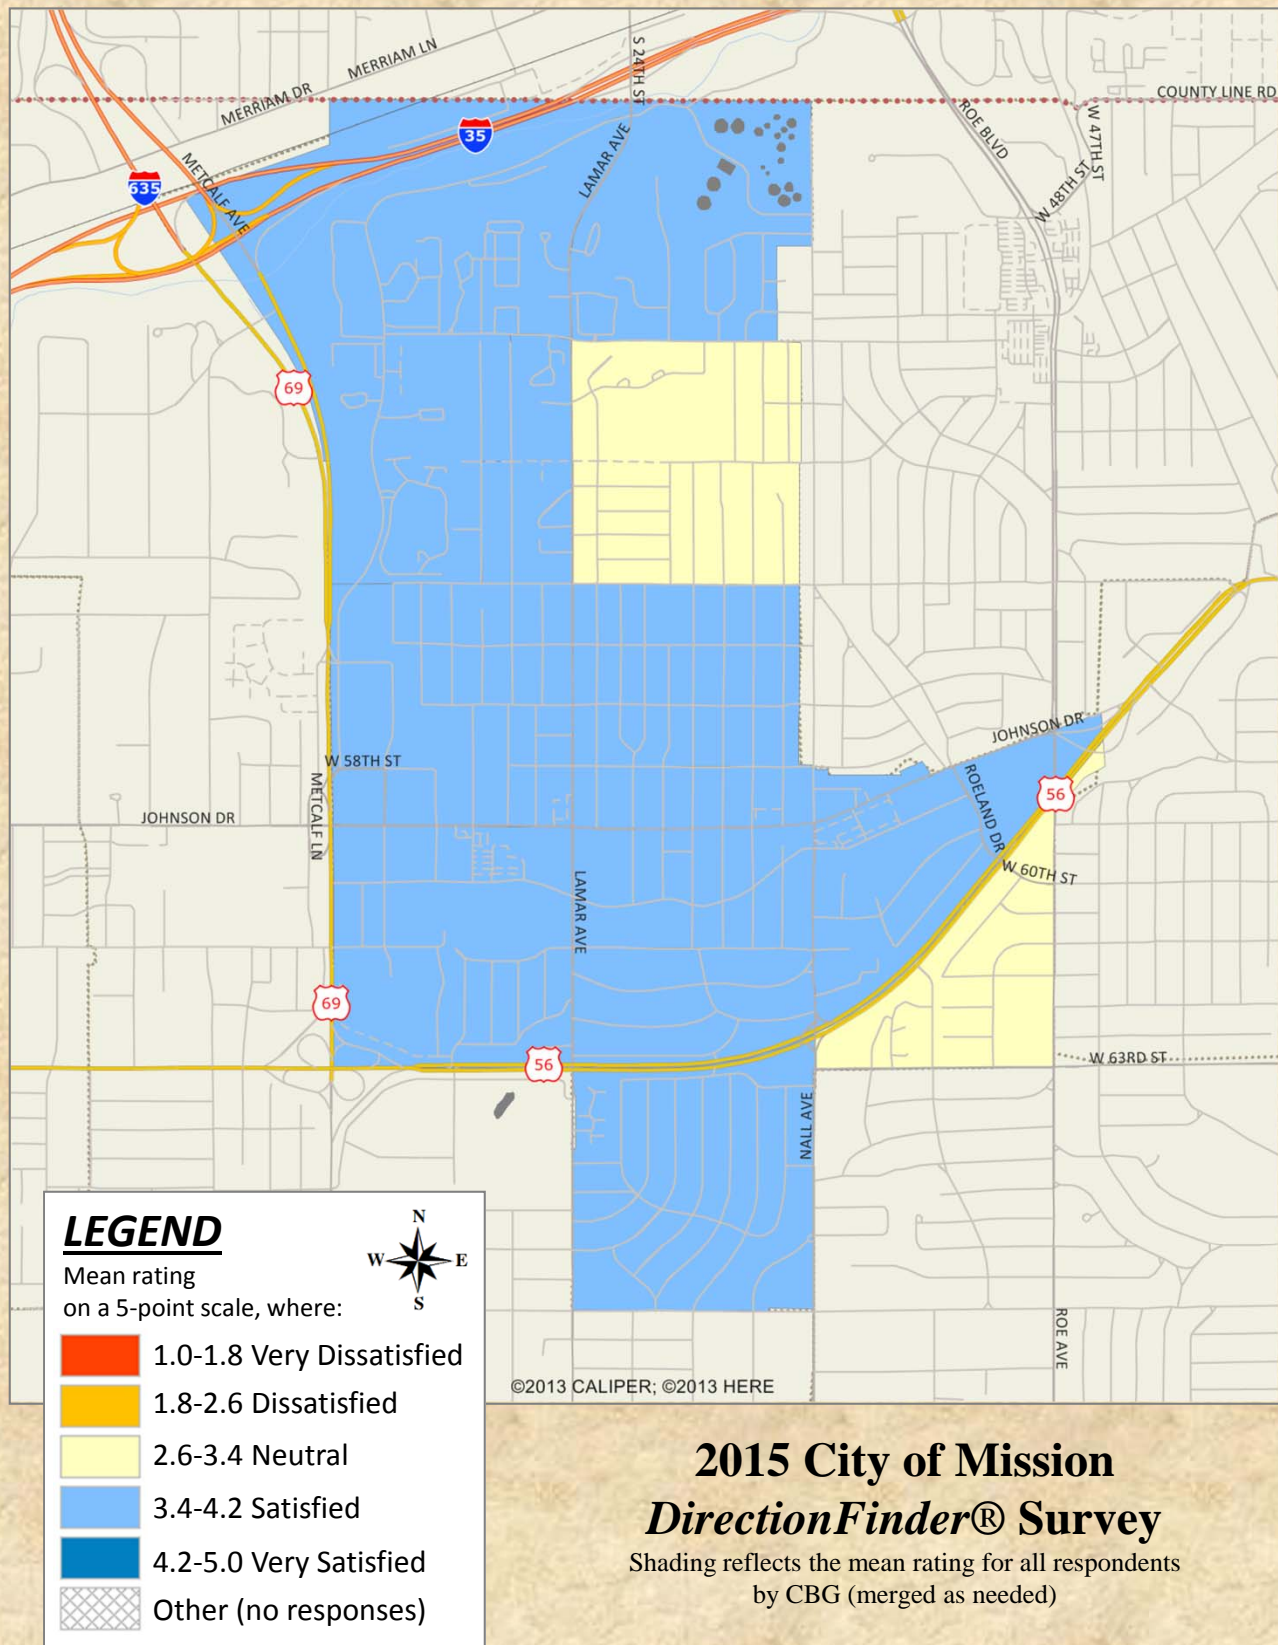 MERRIAM LN
S 24TH ST
MERRIAM DR
COUNTY LINE RD
ROE BLVD
W 47TH ST
35
METCALF AVE
LAMAR AVE
W 48TH ST
635
69
JOHNSON DR
W 58TH ST
ROELAND DR
56
METCALF LN
JOHNSON DR
W 60TH ST
LAMAR AVE
69
56
W 63RD ST
NALL AVE
ROE AVE
©2013 CALIPER; ©2013 HERE
LEGEND
N
W E
S
Mean rating
on a 5-point scale, where:
1.0-1.8 Very Dissatisfied
1.8-2.6 Dissatisfied
2.6-3.4 Neutral
3.4-4.2 Satisfied
4.2-5.0 Very Satisfied
Other (no responses)
2015 City of Mission
DirectionFinder® Survey
Shading reflects the mean rating for all respondents
by CBG (merged as needed)